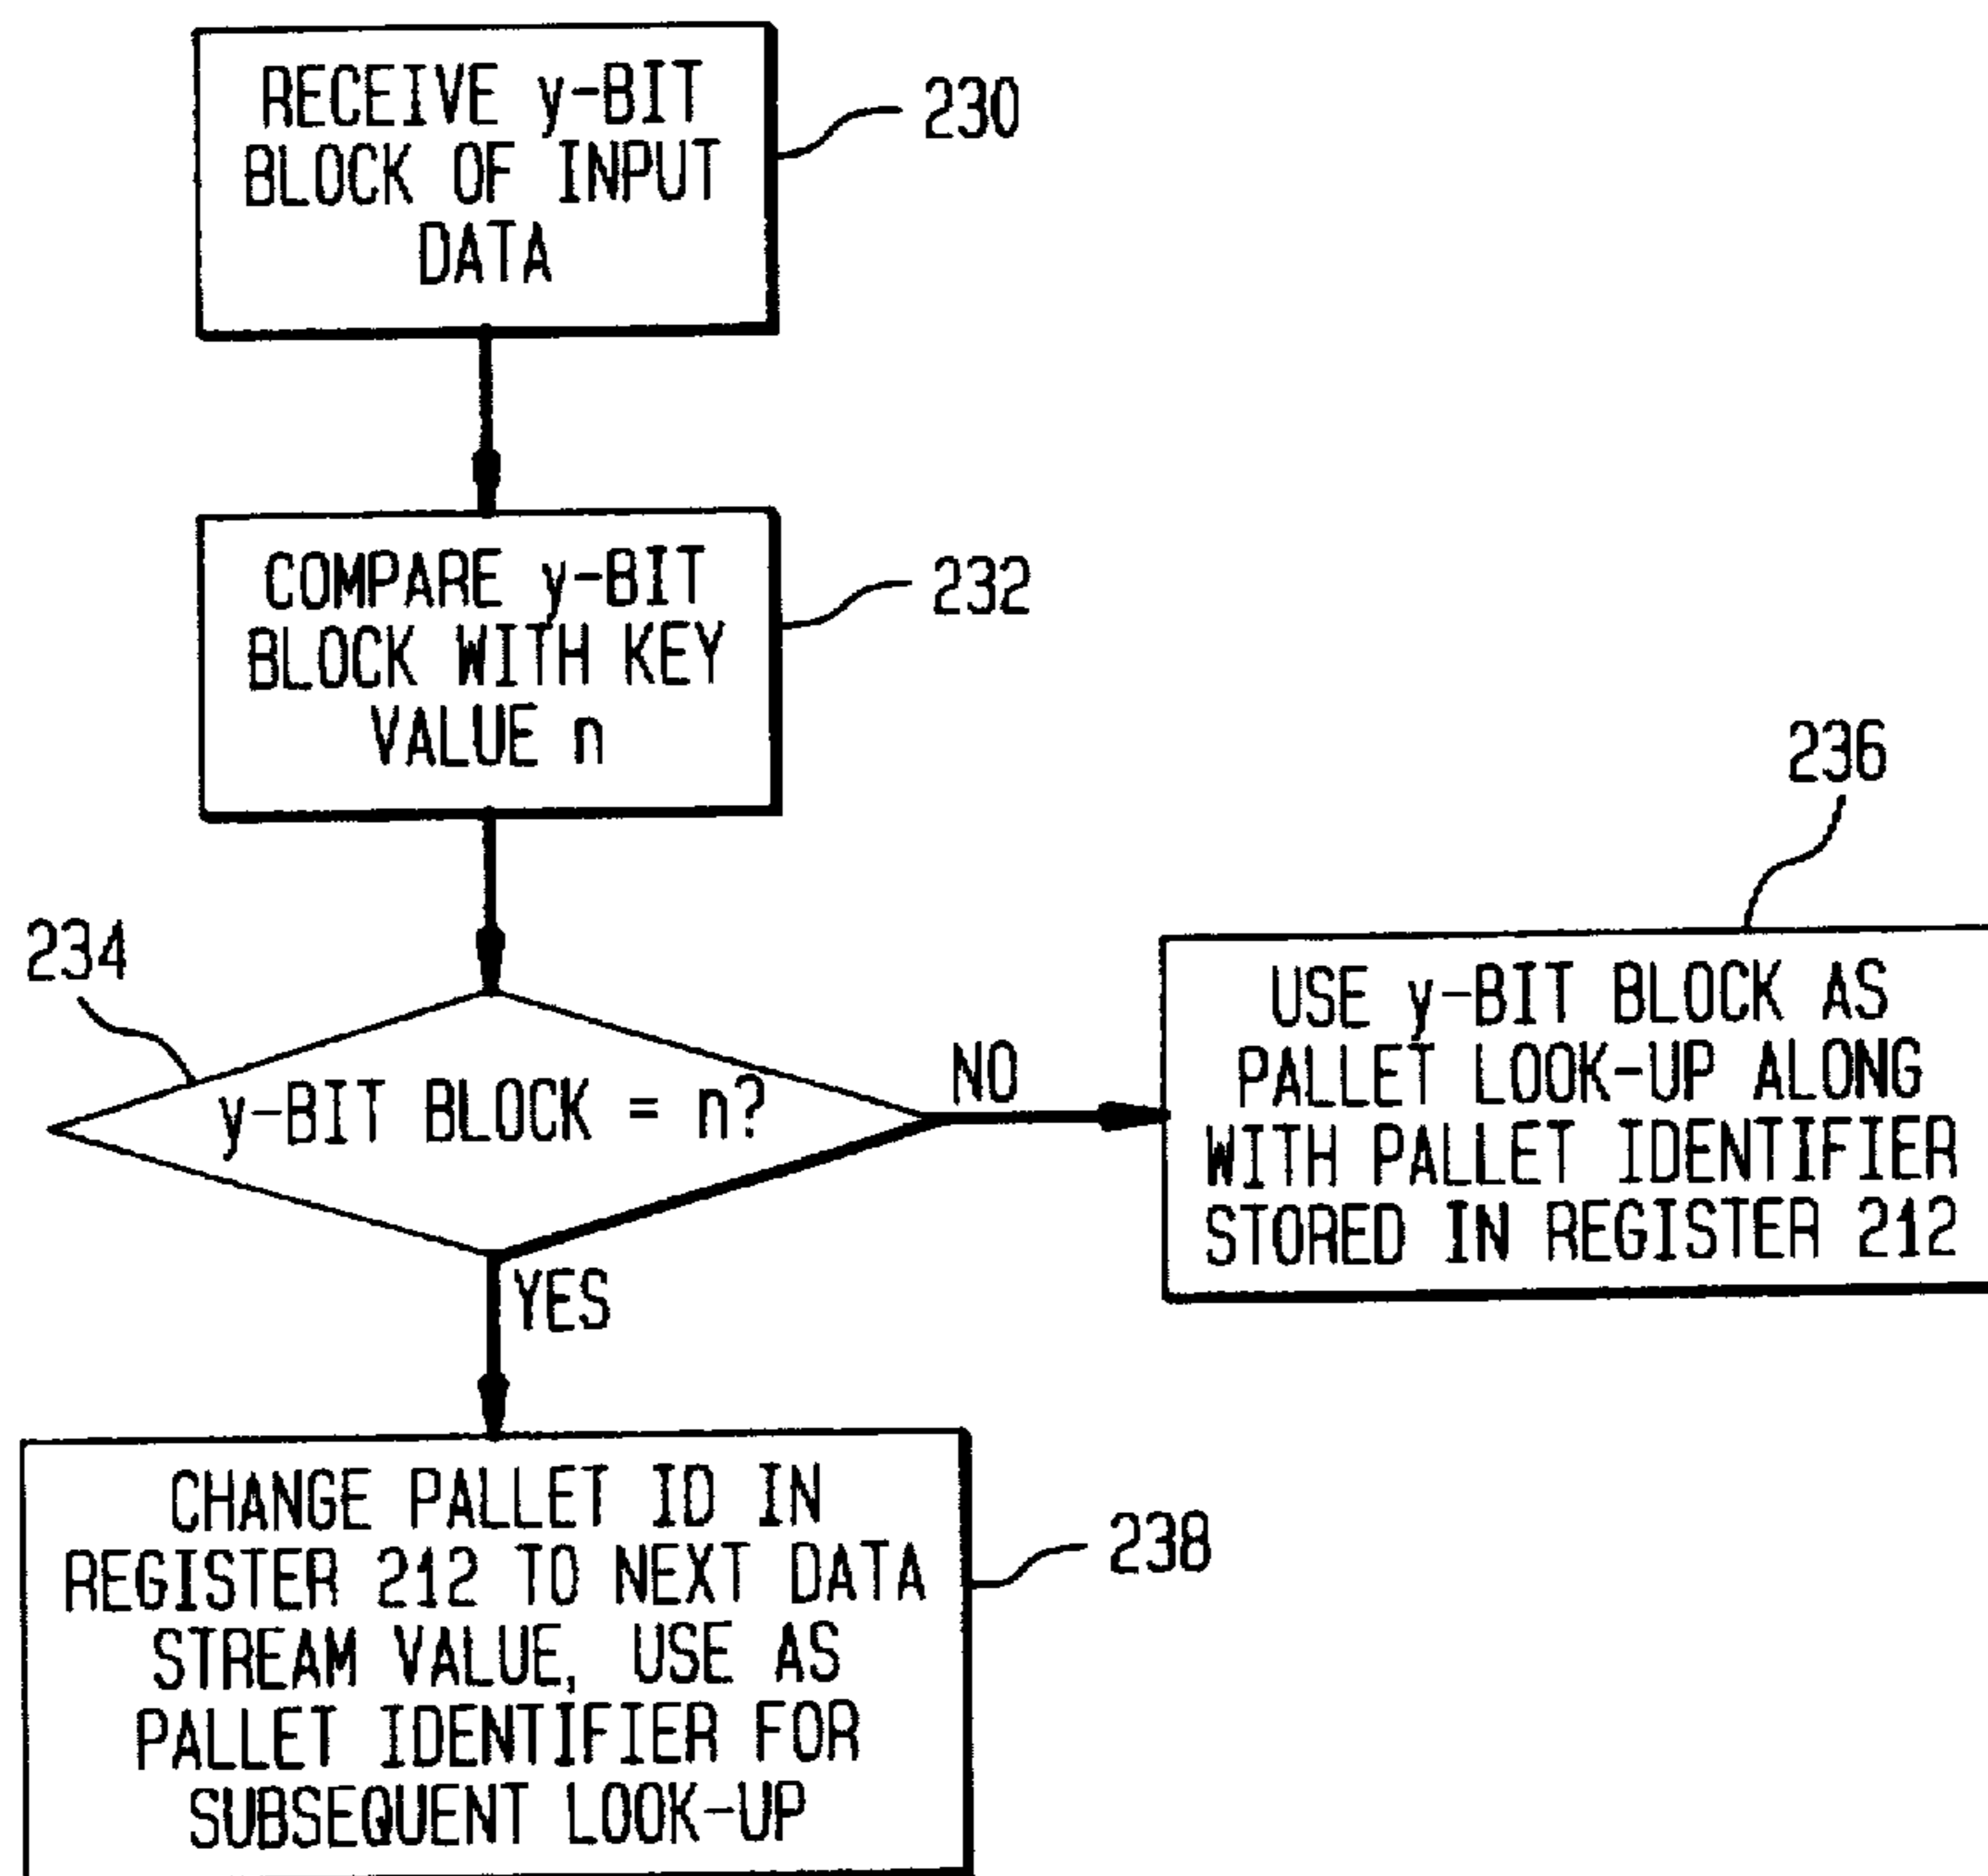 RECEIVE y-BIT
BLOCK OF INPUT
DATA
230
COMPARE y-BIT
BLOCK WITH KEY
VALUE n
232
234
y-BIT BLOCK = n?
NO
YES
236
USE y-BIT BLOCK AS
PALLET LOOK-UP ALONG
WITH PALLET IDENTIFIER
STORED IN REGISTER 212
CHANGE PALLET ID IN
REGISTER 212 TO NEXT DATA
STREAM VALUE, USE AS
PALLET IDENTIFIER FOR
SUBSEQUENT LOOK-UP
238